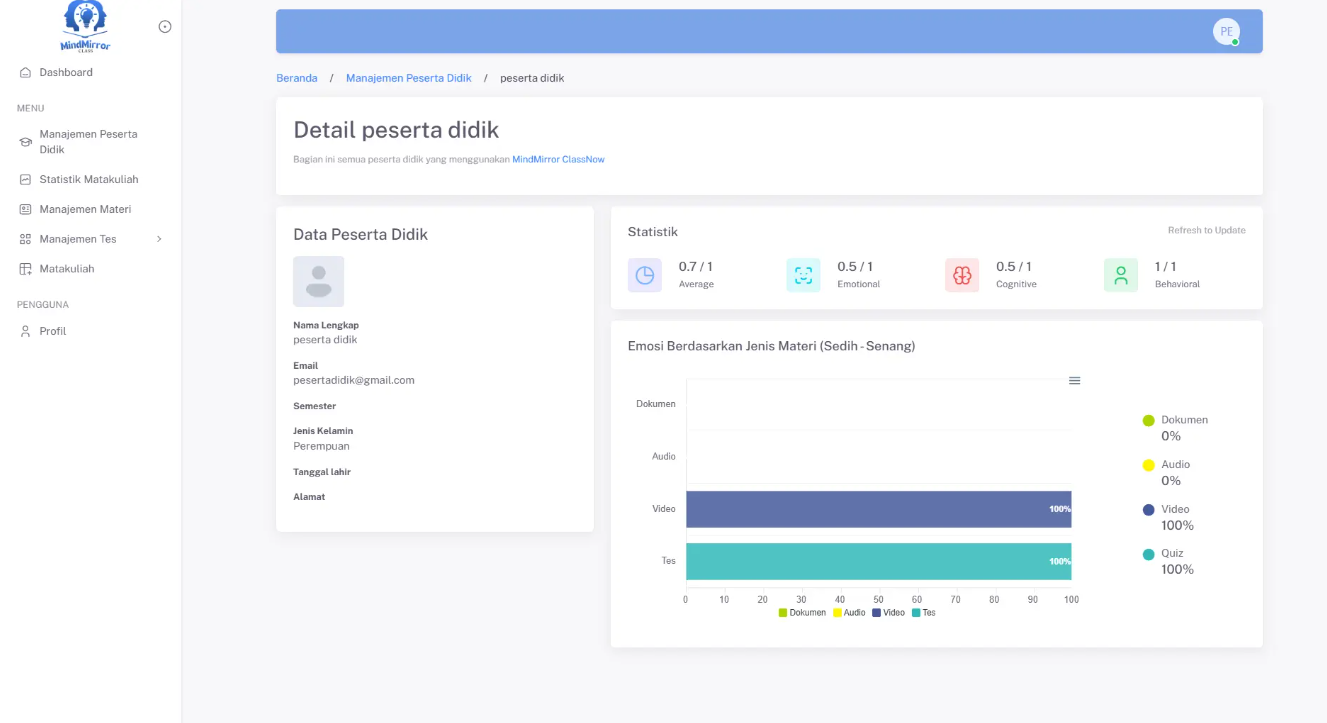 MindMirror
CLASS
Dashboard
MENU
Manajemen Peserta
Didik
Statistik Matakuliah
Manajemen Materi
Manajemen Tes
Matakuliah
PENGGUNA
Profil
PE
Beranda / Manajemen Peserta Didik / peserta didik
Detail peserta didik
Bagian ini semua peserta didik yang menggunakan MindMirror ClassNow
Data Peserta Didik
Nama Lengkap
peserta didik
Email
pesertadidik@gmail.com
Semester
Jenis Kelamin
Perempuan
Tanggal lahir
Alamat
Statistik
Refresh to Update
0.7 / 1
Average
0.5 / 1
Emotional
0.5 / 1
Cognitive
1 / 1
Behavioral
Emosi Berdasarkan Jenis Materi (Sedih - Senang)
Dokumen
Audio
Video
100%
Tes
100%
0 10 20 30 40 50 60 70 80 90 100
Dokumen Audio Video Tes
Dokumen
0%
Audio
0%
Video
100%
Quiz
100%